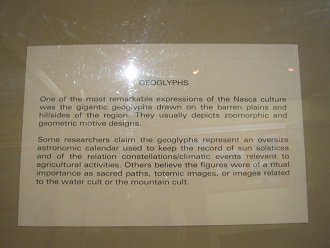 GEOGLYPHS
One of the most remarkable expressions of the Nasca culture
was the gigantic geoglyphs drawn on the barren plains and
hillsides of the region. They usually depicts zoomorphic and
geometric motive designs.
Some researchers claim the geoglyphs represent an oversize
astronomic calendar used to keep the record of sun solstices
and of the relation constellations/climatic events relevant to
agricultural activities. Others believe the figures were of a ritual
importance as sacred paths, totemic images, or images related
to the water cult or the mountain cult.